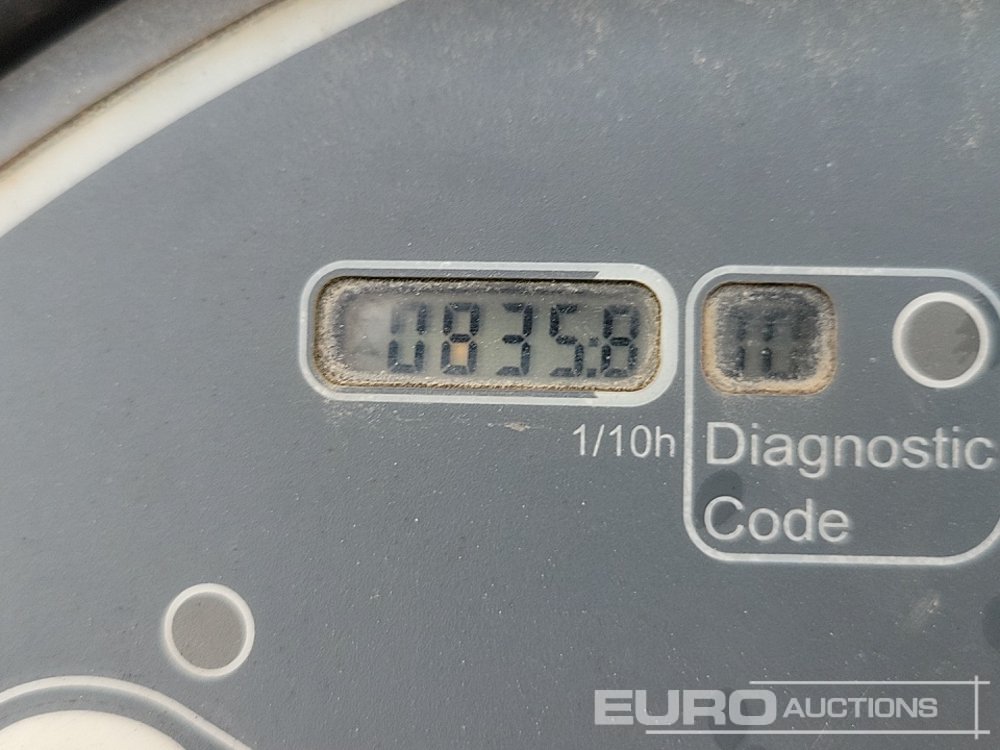 0835.8
1/10h
Diagnostic
Code
EURO AUCTIONS